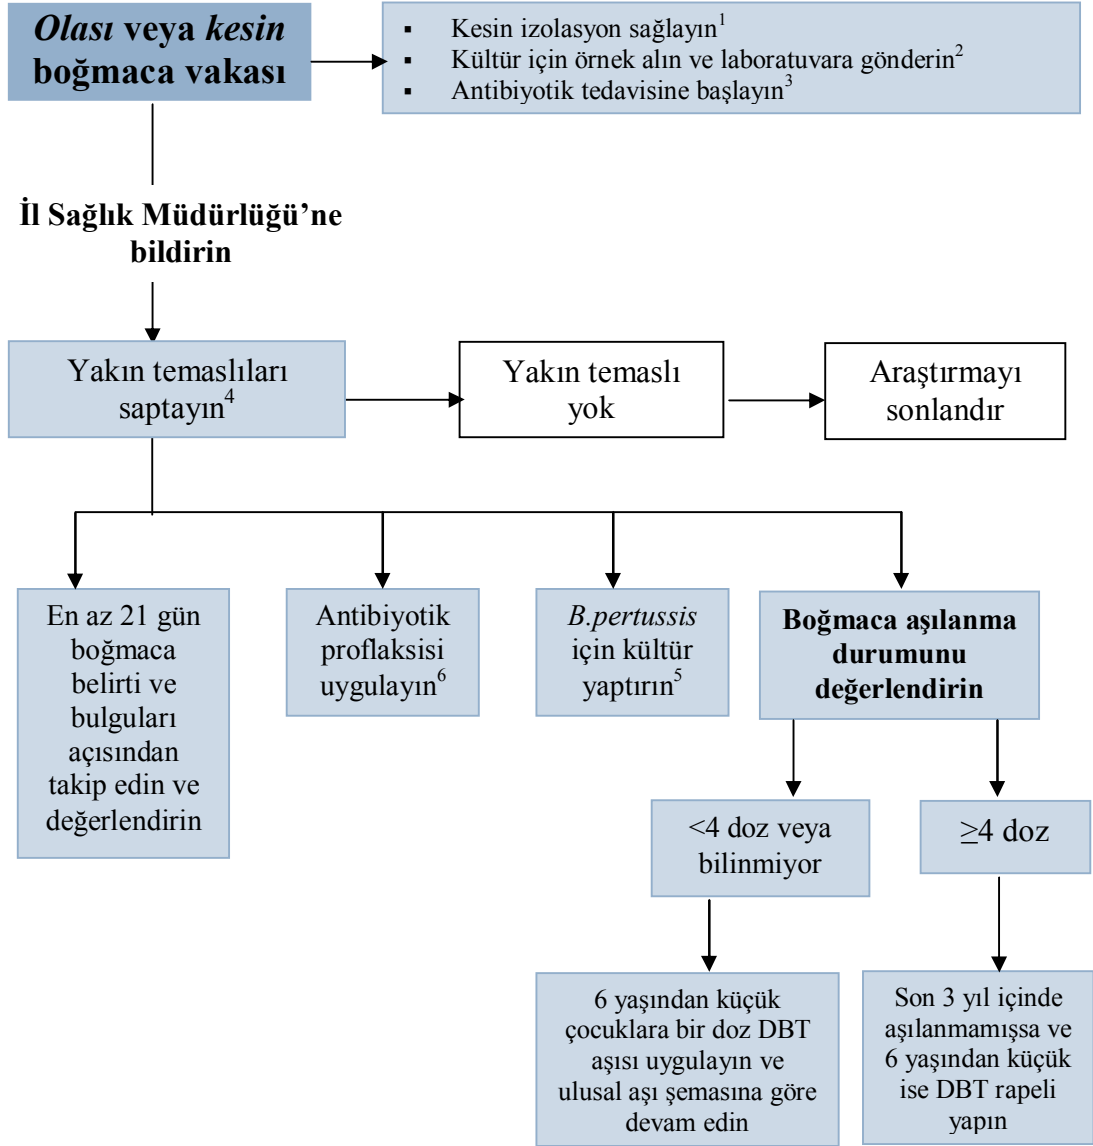 Olası veya kesin
boğmaca vakası
▪ Kesin izolasyon sağlayın¹
▪ Kültür için örnek alın ve laboratuvara gönderin²
▪ Antibiyotik tedavisine başlayın³
İl Sağlık Müdürlüğü’ne
bildirin
Yakın temaslıları
saptayın⁴
Yakın temaslı
yok
Araştırmayı
sonlandır
En az 21 gün
boğmaca
belirti ve
bulguları
açısından
takip edin ve
değerlendirin
Antibiyotik
proflaksisi
uygulayın⁶
B.pertussis
için kültür
yaptırın⁵
Boğmaca aşılanma
durumunu
değerlendirin
<4 doz veya
bilinmiyor
≥4 doz
6 yaşından küçük
çocuklara bir doz DBT
aşısı uygulayın ve
ulusal aşı şemasına göre
devam edin
Son 3 yıl içinde
aşılanmamışsa ve
6 yaşından küçük
ise DBT rapeli
yapın